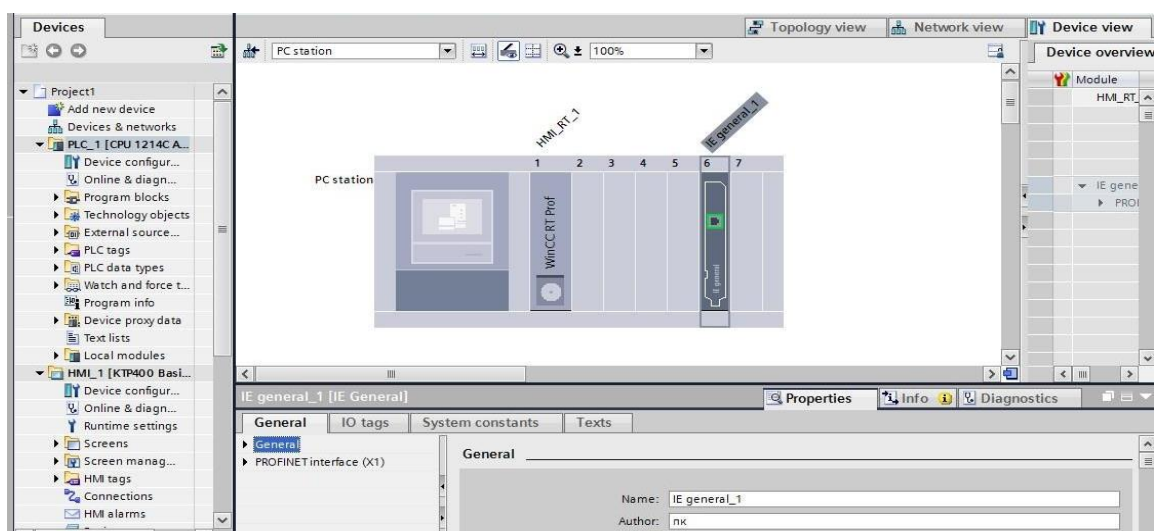 Devices
Topology view
Network view
Device view
PC station
100%
Device overview
Project1
Add new device
Devices & networks
PLC_1 [CPU 1214C A...
Device configur...
Online & diagn...
Program blocks
Technology objects
External source...
PLC tags
PLC data types
Watch and force t...
Program info
Device proxy data
Text lists
Local modules
HMI_1 [KTP400 Basi...
Device configur...
Online & diagn...
Runtime settings
Screens
Screen manag...
HMI tags
Connections
HMI alarms
HMI_RT_1
IE general_1
1 2 3 4 5 6 7
PC station
WinCC RT Prof
IE general
Module
HMI_RT_
IE gene
PROI
IE general_1 [IE General]
Properties
Info
Diagnostics
General
IO tags
System constants
Texts
General
PROFINET interface (X1)
General
Name: IE general_1
Author: пк